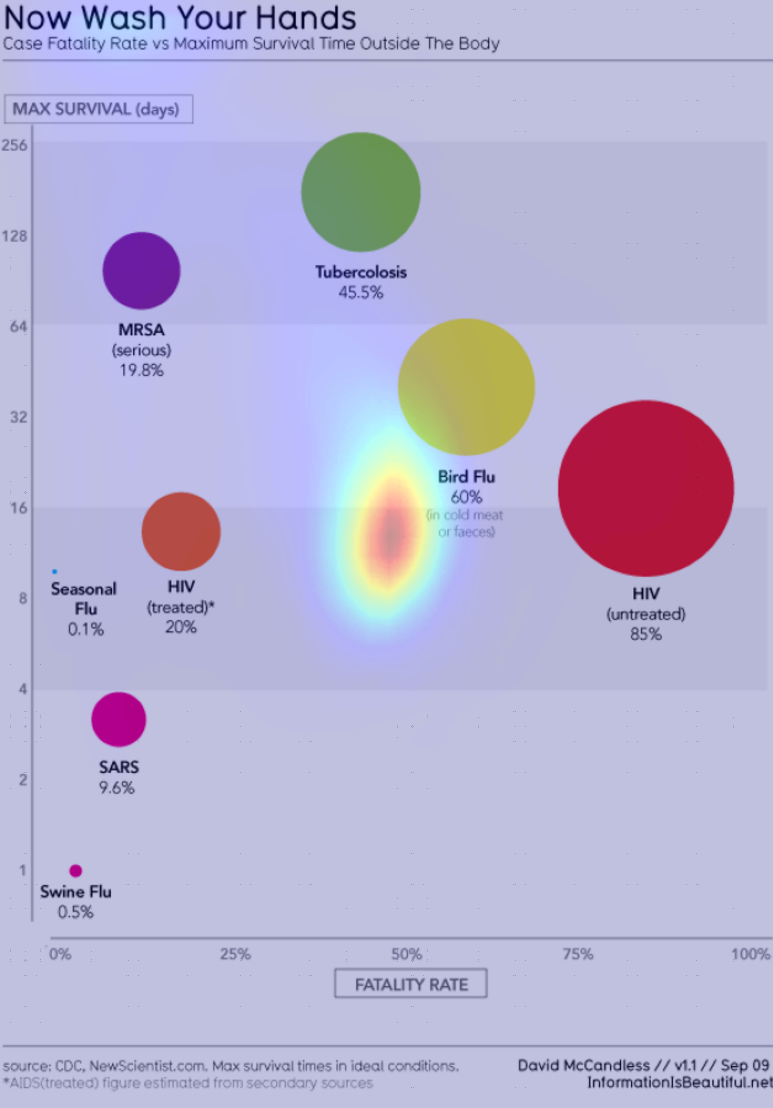 Now Wash Your Hands
Case Fatality Rate vs Maximum Survival Time Outside The Body
MAX SURVIVAL (days)
256
128
64
32
16
8
4
2
1
Tubercolosis
45.5%
MRSA
(serious)
19.8%
Bird Flu
60%
(in cold meat
or faeces)
HIV
(untreated)
85%
HIV
(treated)*
20%
Seasonal
Flu
0.1%
SARS
9.6%
Swine Flu
0.5%
0%
25%
50%
75%
100%
FATALITY RATE
source: CDC, NewScientist.com. Max survival times in ideal conditions.
*AIDS(treated) figure estimated from secondary sources
David McCandless // v1.1 // Sep 09
InformationIsBeautiful.net